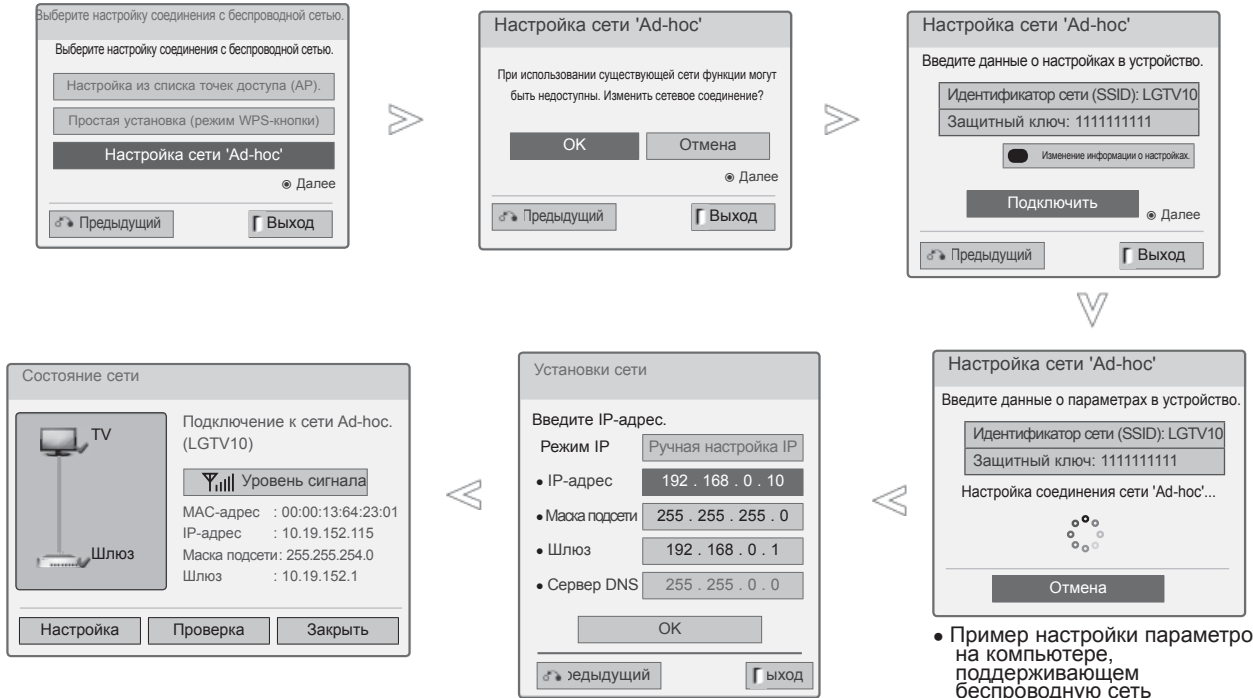 Выберите настройку соединения с беспроводной сетью.
Выберите настройку соединения с беспроводной сетью.
Настройка из списка точек доступа (AP).
Простая установка (режим WPS-кнопки)
Настройка сети 'Ad-hoc'
Далее
Предыдущий
Выход
Настройка сети 'Ad-hoc'
При использовании существующей сети функции могут
быть недоступны. Изменить сетевое соединение?
OK
Отмена
Далее
Предыдущий
Выход
Настройка сети 'Ad-hoc'
Введите данные о настройках в устройство.
Идентификатор сети (SSID): LGTV10
Защитный ключ: 1111111111
Изменение информации о настройках.
Подключить
Далее
Предыдущий
Выход
Настройка сети 'Ad-hoc'
Введите данные о параметрах в устройство.
Идентификатор сети (SSID): LGTV10
Защитный ключ: 1111111111
Настройка соединения сети 'Ad-hoc'...
Отмена
• Пример настройки параметро
на компьютере,
поддерживающем
беспроводную сеть
Установки сети
Введите IP-адрес.
Режим IP Ручная настройка IP
• IP-адрес 192 . 168 . 0 . 10
• Маска подсети 255 . 255 . 255 . 0
• Шлюз 192 . 168 . 0 . 1
• Сервер DNS 255 . 255 . 0 . 0
OK
редыдущий
ыход
Состояние сети
TV
Шлюз
Подключение к сети Ad-hoc.
(LGTV10)
Уровень сигнала
MAC-адрес : 00:00:13:64:23:01
IP-адрес : 10.19.152.115
Маска подсети : 255.255.254.0
Шлюз : 10.19.152.1
Настройка
Проверка
Закрыть